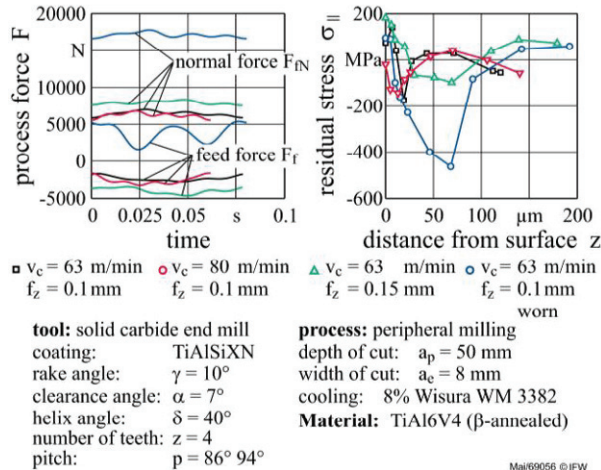 process force F
15000
N
10000
5000
0
-5000
normal force F_fN
feed force F_f
0 0.025 0.05 s 0.1
time
residual stress σ_||
200
MPa
-200
-400
-600
0 50 100 µm 200
distance from surface z
v_c = 63 m/min
f_z = 0.1 mm
v_c = 80 m/min
f_z = 0.1 mm
v_c = 63 m/min
f_z = 0.15 mm
v_c = 63 m/min
f_z = 0.1 mm
worn
tool: solid carbide end mill
coating: TiAlSiXN
rake angle: γ = 10°
clearance angle: α = 7°
helix angle: δ = 40°
number of teeth: z = 4
pitch: p = 86° 94°
process: peripheral milling
depth of cut: a_p = 50 mm
width of cut: a_e = 8 mm
cooling: 8% Wisura WM 3382
Material: TiAl6V4 (β-annealed)
Mai/69056 © IFW